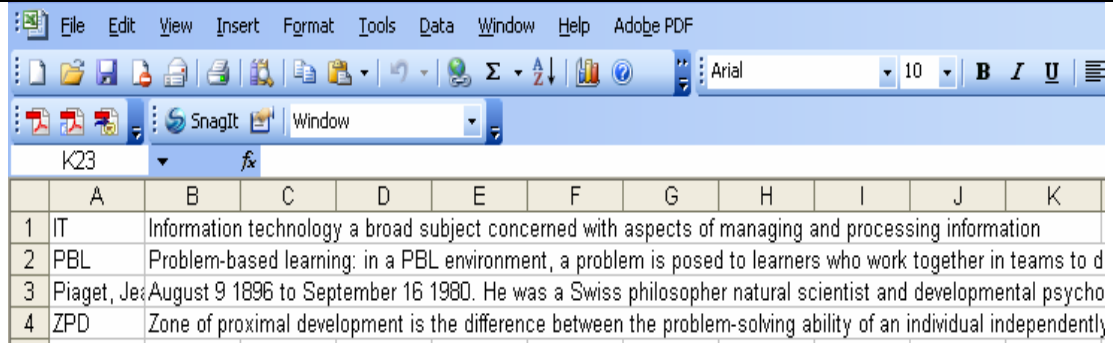 File Edit View Insert Format Tools Data Window Help Adobe PDF
Arial 10 B I U
SnagIt Window
K23 fx
A B C D E F G H I J K
1 IT Information technology a broad subject concerned with aspects of managing and processing information
2 PBL Problem-based learning: in a PBL environment, a problem is posed to learners who work together in teams to d
3 Piaget, Jea August 9 1896 to September 16 1980. He was a Swiss philosopher natural scientist and developmental psycho
4 ZPD Zone of proximal development is the difference between the problem-solving ability of an individual independently